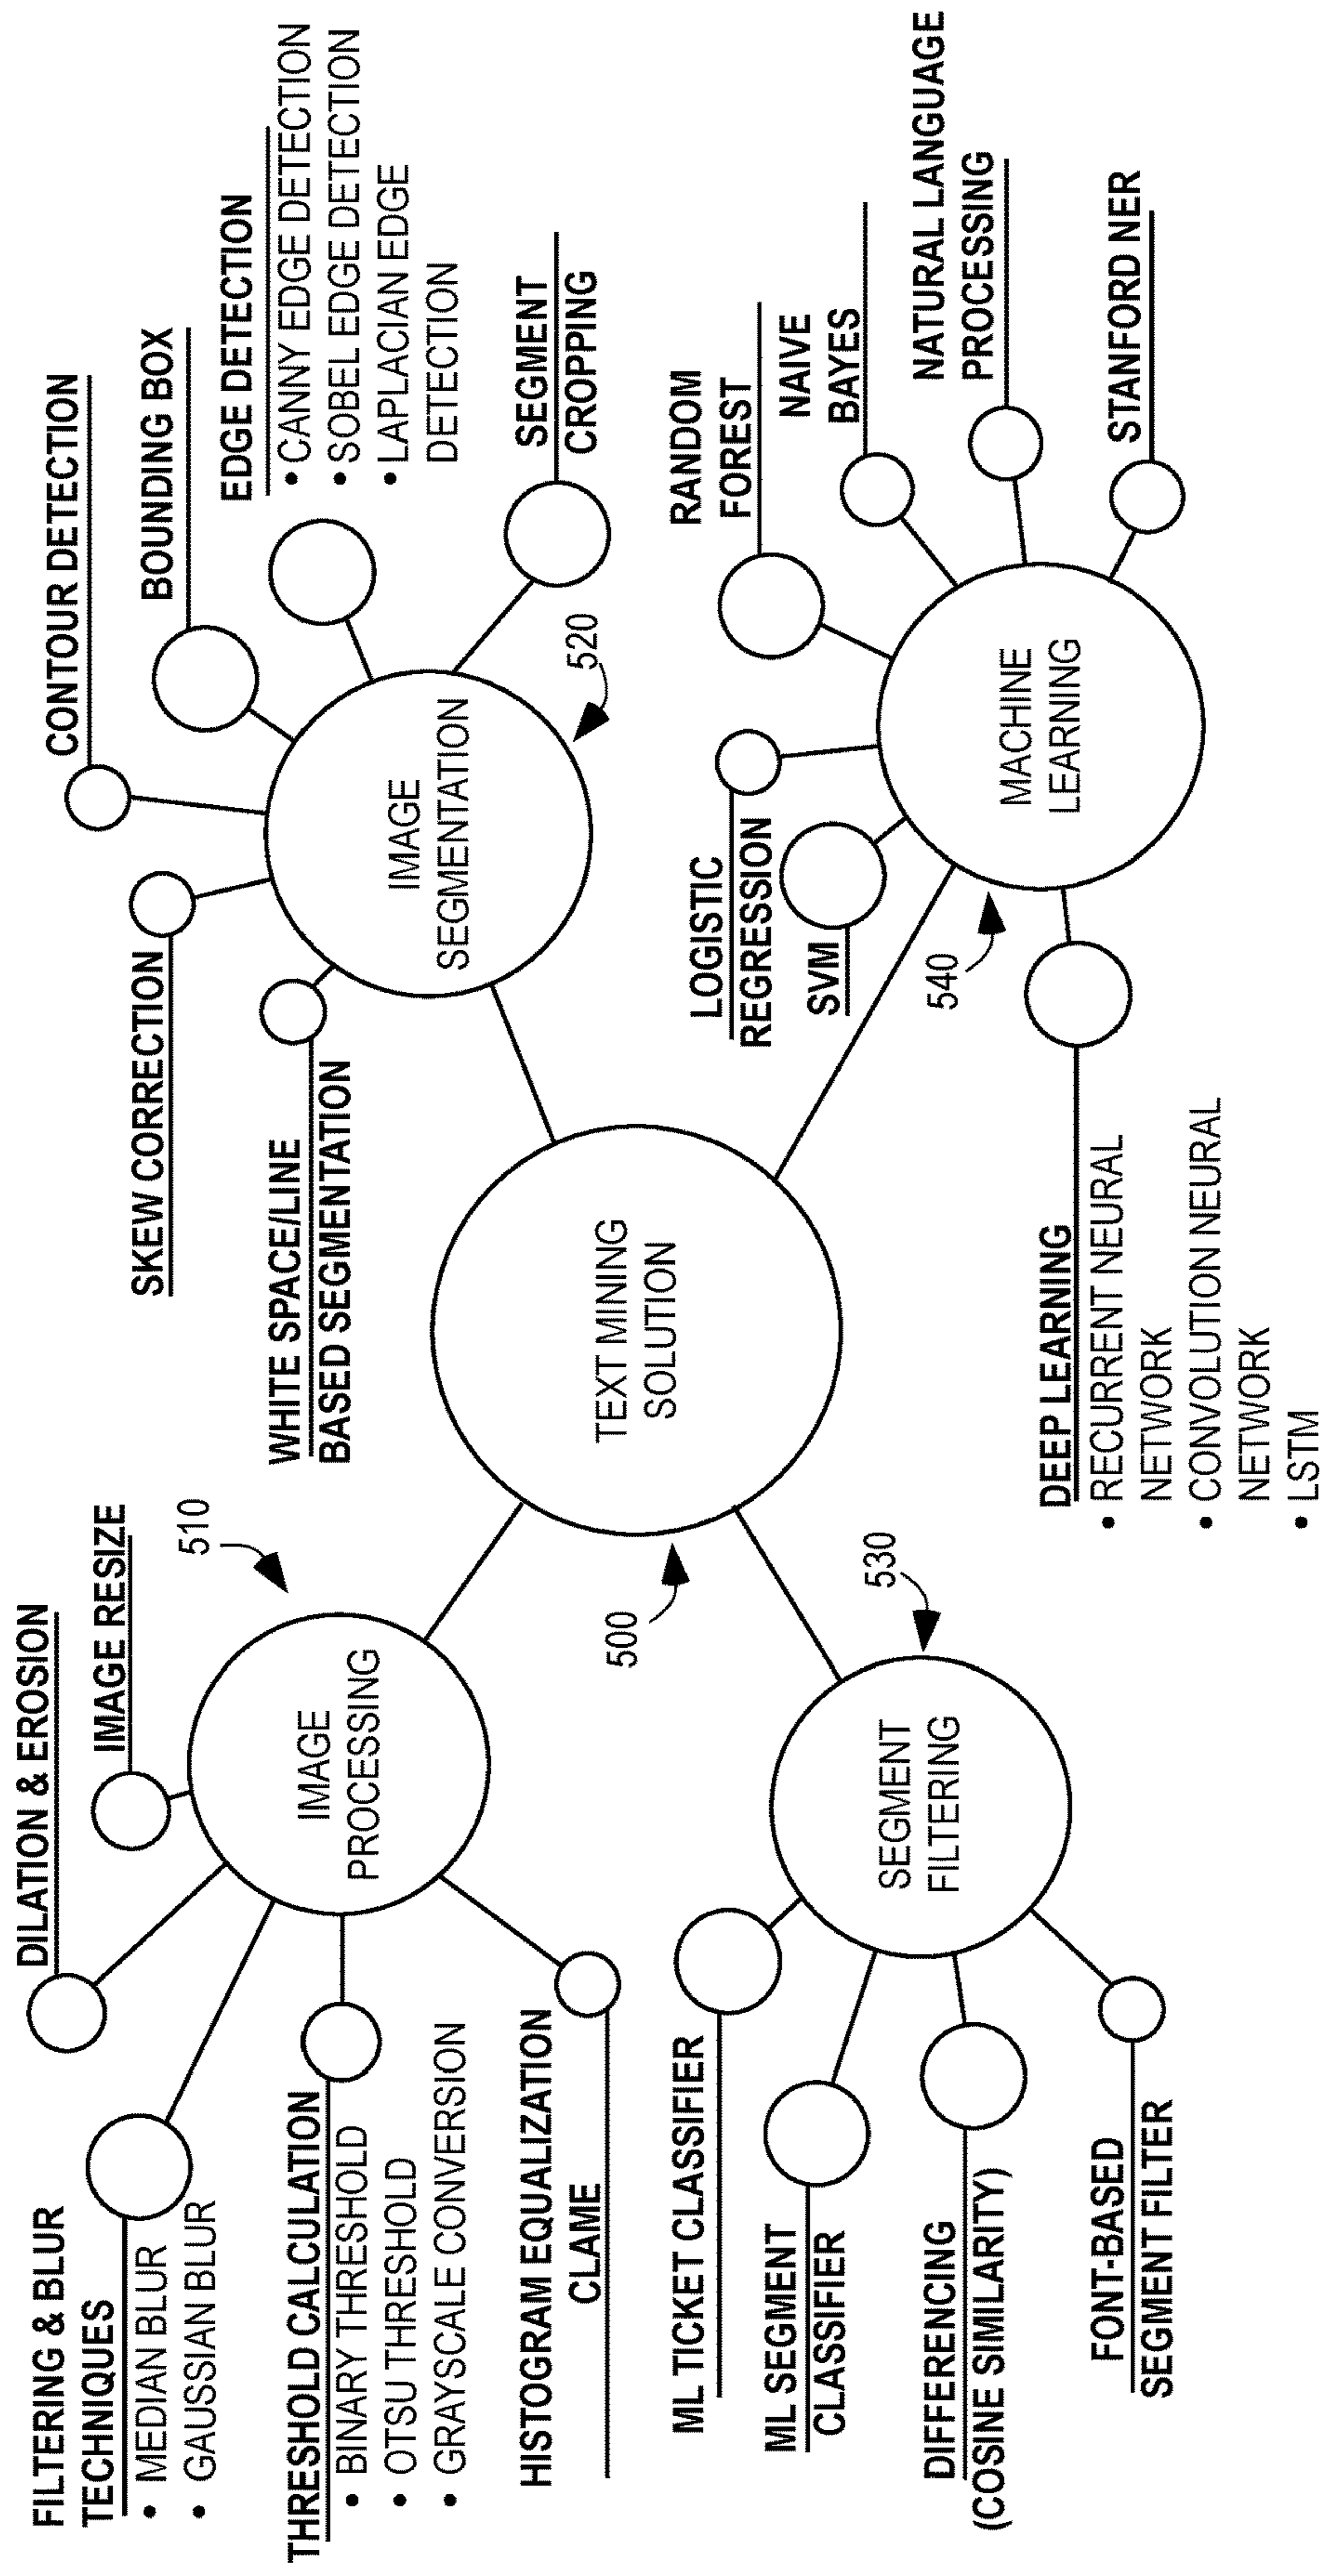 FILTERING & BLUR
TECHNIQUES
• MEDIAN BLUR
• GAUSSIAN BLUR
DILATION & EROSION
IMAGE RESIZE
THRESHOLD CALCULATION
• BINARY THRESHOLD
• OTSU THRESHOLD
• GRAYSCALE CONVERSION
HISTOGRAM EQUALIZATION
CLAME
IMAGE
PROCESSING
510
SKEW CORRECTION
CONTOUR DETECTION
BOUNDING BOX
EDGE DETECTION
• CANNY EDGE DETECTION
• SOBEL EDGE DETECTION
• LAPLACIAN EDGE
DETECTION
SEGMENT
CROPPING
WHITE SPACE/LINE
BASED SEGMENTATION
IMAGE
SEGMENTATION
520
TEXT MINING
SOLUTION
500
ML TICKET CLASSIFIER
ML SEGMENT
CLASSIFIER
DIFFERENCING
(COSINE SIMILARITY)
FONT-BASED
SEGMENT FILTER
SEGMENT
FILTERING
530
LOGISTIC
REGRESSION
SVM
RANDOM
FOREST
NAIVE
BAYES
NATURAL LANGUAGE
PROCESSING
STANFORD NER
MACHINE
LEARNING
540
DEEP LEARNING
• RECURRENT NEURAL
NETWORK
• CONVOLUTION NEURAL
NETWORK
• LSTM